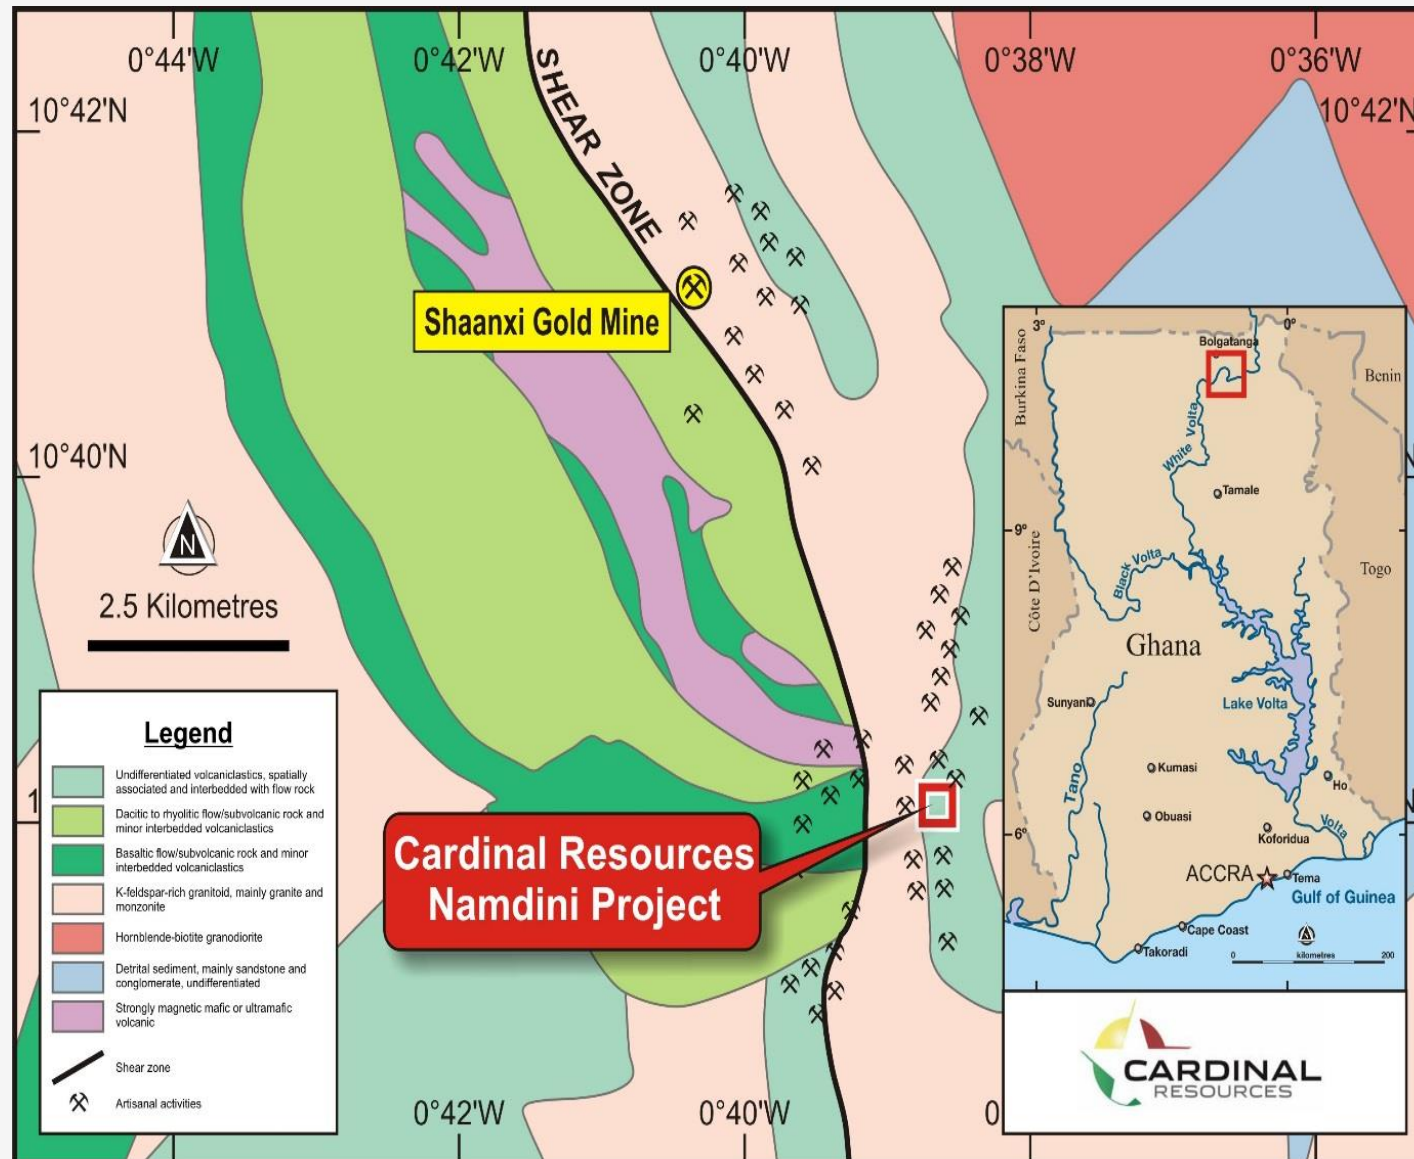 0°44'W
0°42'W
0°40'W
0°38'W
0°36'W
10°42'N
10°42'N
SHEAR ZONE
Shaanxi Gold Mine
10°40'N
N
2.5 Kilometres
Legend
Undifferentiated volcaniclastics, spatially
associated and interbedded with flow rock
Dacitic to rhyolitic flow/subvolcanic rock and
minor interbedded volcaniclastics
Basaltic flow/subvolcanic rock and minor
interbedded volcaniclastics
K-feldspar-rich granitoid, mainly granite and
monzonite
Hornblende-biotite granodiorite
Detrital sediment, mainly sandstone and
conglomerate, undifferentiated
Strongly magnetic mafic or ultramafic
volcanic
Shear zone
Artisanal activities
Cardinal Resources
Namdini Project
0°42'W
0°40'W
3°
0°
Burkina Faso
Bolgatanga
Benin
White Volta
Tamale
9°
Black Volta
Togo
Côte D'Ivoire
Ghana
Sunyani
Lake Volta
Tano
Kumasi
Ho
Obuasi
Volta
6°
Koforidua
ACCRA
Tema
Gulf of Guinea
Cape Coast
Takoradi
kilometres
0
200
CARDINAL
RESOURCES